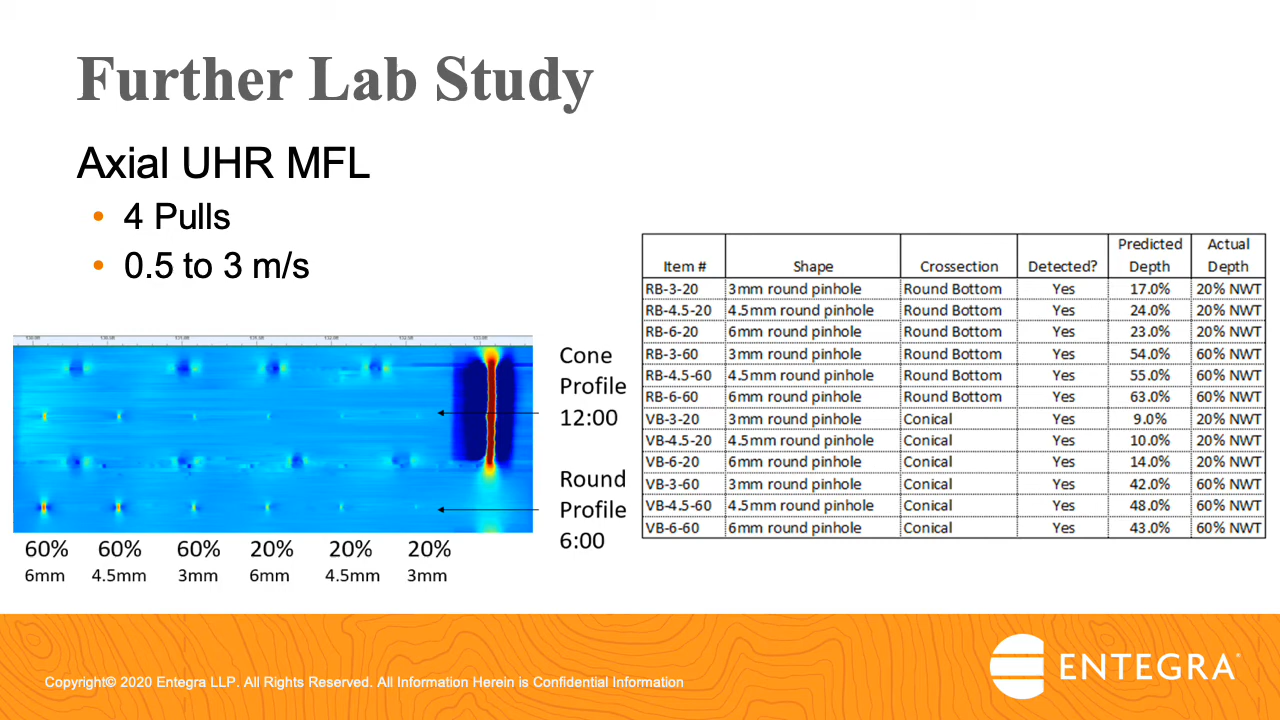 Further Lab Study
Axial UHR MFL
• 4 Pulls
• 0.5 to 3 m/s
Cone
Profile
12:00
Round
Profile
6:00
60% 60% 60% 20% 20% 20%
6mm 4.5mm 3mm 6mm 4.5mm 3mm
Item # Shape Crossection Detected? Predicted Depth Actual Depth
RB-3-20 3mm round pinhole Round Bottom Yes 17.0% 20% NWT
RB-4.5-20 4.5mm round pinhole Round Bottom Yes 24.0% 20% NWT
RB-6-20 6mm round pinhole Round Bottom Yes 23.0% 20% NWT
RB-3-60 3mm round pinhole Round Bottom Yes 54.0% 60% NWT
RB-4.5-60 4.5mm round pinhole Round Bottom Yes 55.0% 60% NWT
RB-6-60 6mm round pinhole Round Bottom Yes 63.0% 60% NWT
VB-3-20 3mm round pinhole Conical Yes 9.0% 20% NWT
VB-4.5-20 4.5mm round pinhole Conical Yes 10.0% 20% NWT
VB-6-20 6mm round pinhole Conical Yes 14.0% 20% NWT
VB-3-60 3mm round pinhole Conical Yes 42.0% 60% NWT
VB-4.5-60 4.5mm round pinhole Conical Yes 48.0% 60% NWT
VB-6-60 6mm round pinhole Conical Yes 43.0% 60% NWT
Copyright© 2020 Entegra LLP. All Rights Reserved. All Information Herein is Confidential Information
ENTEGRA®